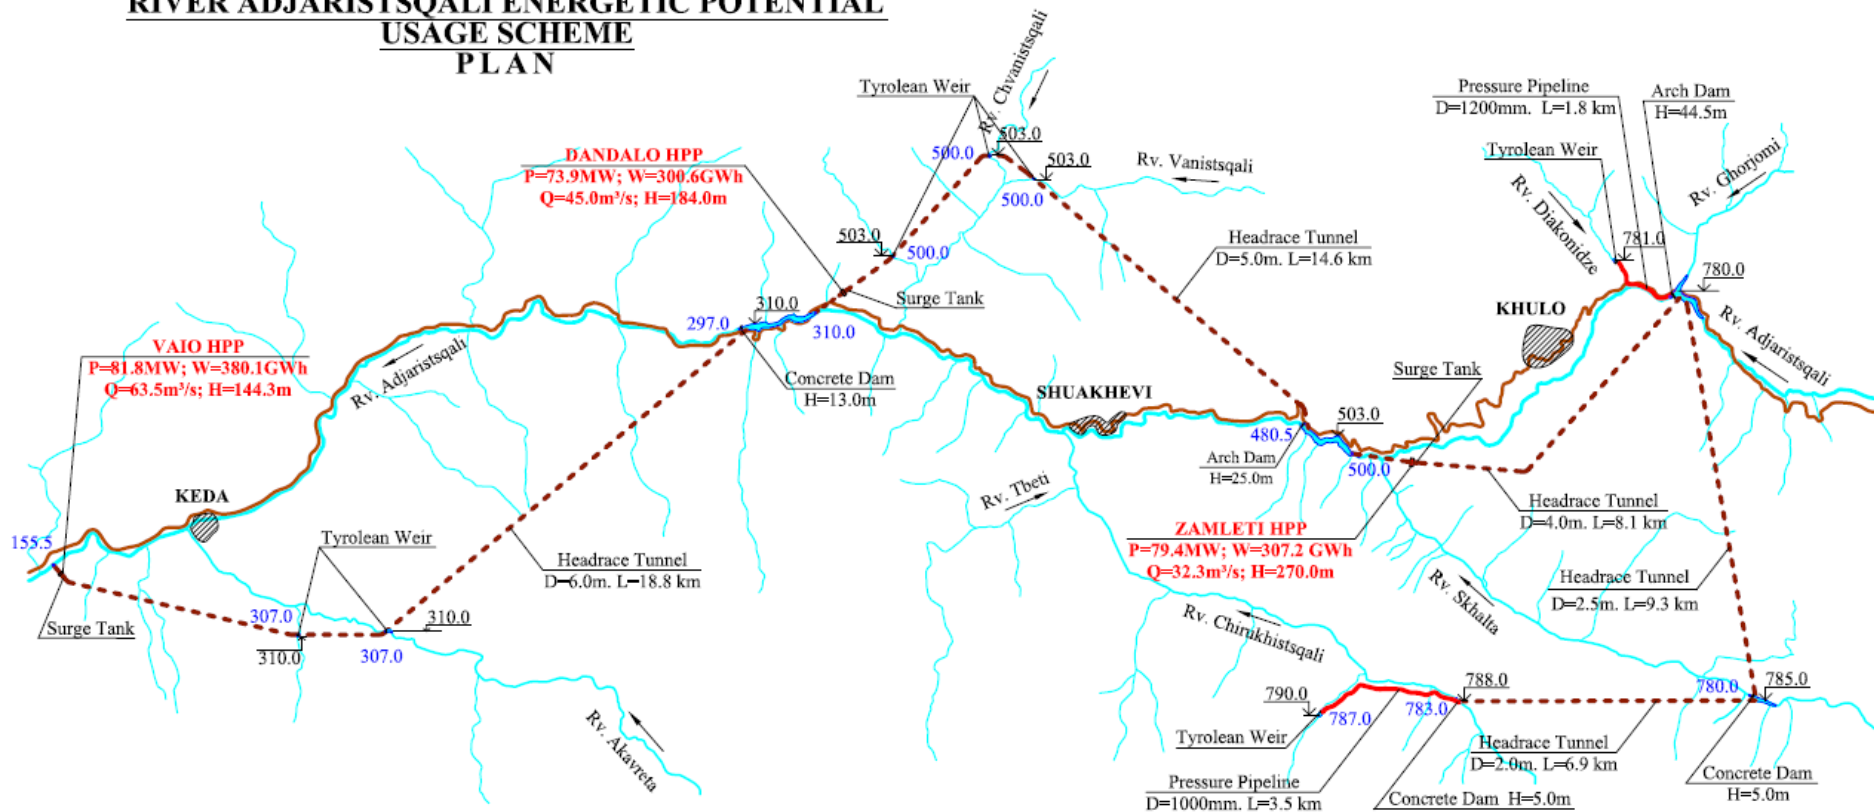 RIVER ADJARISTSQALI ENERGETIC POTENTIAL
USAGE SCHEME
PLAN
Tyrolean Weir
Rv. Chvanistsqali
503.0
500.0
503.0
500.0
Rv. Vanistsqali
Pressure Pipeline
D=1200mm. L=1.8 km
Arch Dam
H=44.5m
Tyrolean Weir
Rv. Diakonidze
Rv. Ghorjomi
781.0
780.0
DANDALO HPP
P=73.9MW; W=300.6GWh
Q=45.0m³/s; H=184.0m
503.0
500.0
Headrace Tunnel
D=5.0m. L=14.6 km
Surge Tank
310.0
297.0
310.0
KHULO
Rv. Adjaristsqali
VAIO HPP
P=81.8MW; W=380.1GWh
Q=63.5m³/s; H=144.3m
Rv. Adjaristsqali
Concrete Dam
H=13.0m
SHUAKHEVI
Surge Tank
503.0
480.5
Arch Dam
H=25.0m
500.0
KEDA
Rv. Tbeti
Headrace Tunnel
D=4.0m. L=8.1 km
155.5
Tyrolean Weir
Headrace Tunnel
D=6.0m. L=18.8 km
ZAMLETI HPP
P=79.4MW; W=307.2 GWh
Q=32.3m³/s; H=270.0m
Headrace Tunnel
D=2.5m. L=9.3 km
Rv. Skhalta
Surge Tank
307.0
310.0
310.0
307.0
Rv. Chirukhistsqali
Rv. Akavreta
790.0
787.0
788.0
783.0
780.0
785.0
Tyrolean Weir
Headrace Tunnel
D=2.0m. L=6.9 km
Pressure Pipeline
D=1000mm. L=3.5 km
Concrete Dam H=5.0m
Concrete Dam
H=5.0m